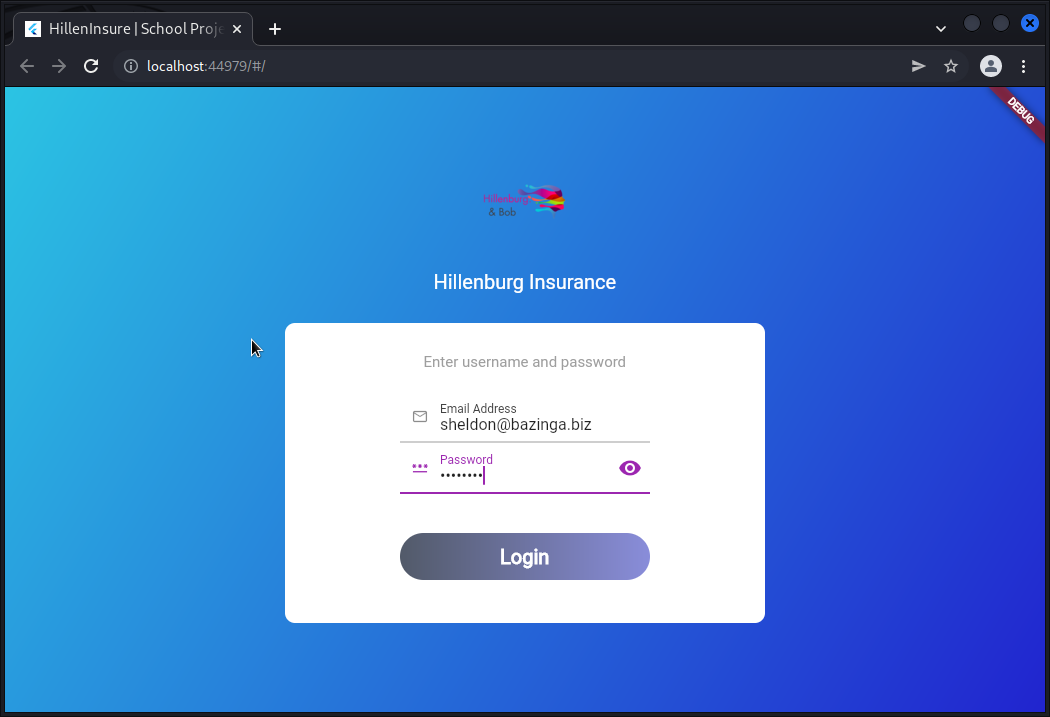 HillenInsure | School Proje
localhost:44979/#/
DEBUG
Hillenburg
& Bob
Hillenburg Insurance
Enter username and password
Email Address
sheldon@bazinga.biz
Password
••••••••
Login